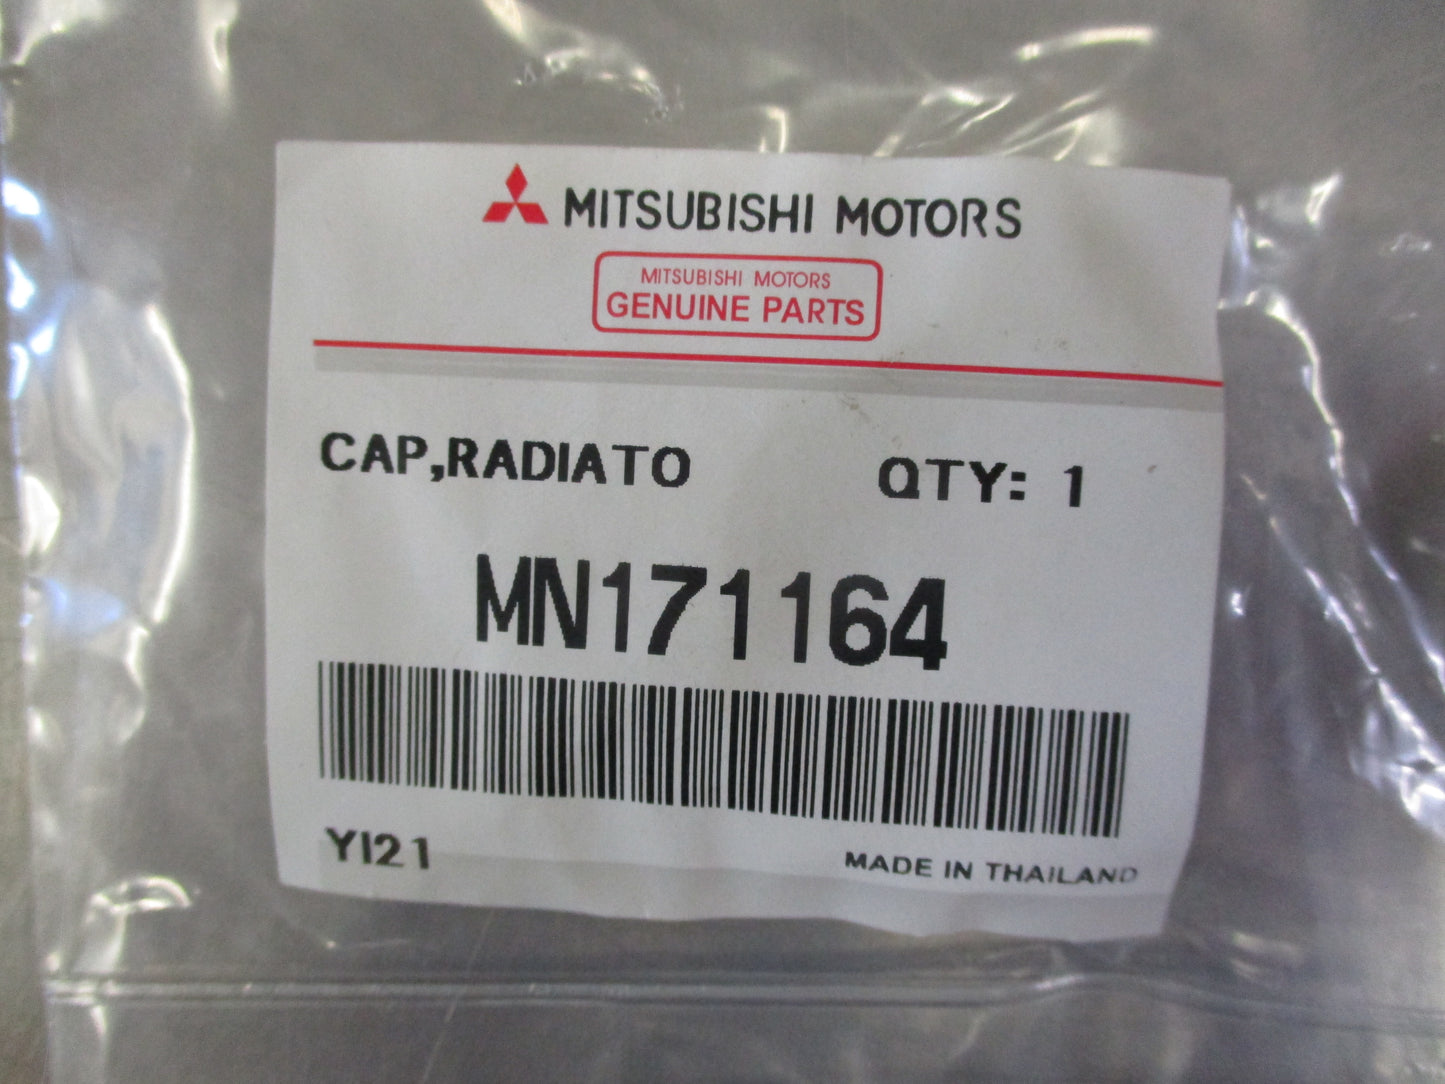 MITSUBISHI MOTORS
MITSUBISHI MOTORS
GENUINE PARTS
CAP,RADIATO QTY: 1
MN171164
YI21 MADE IN THAILAND